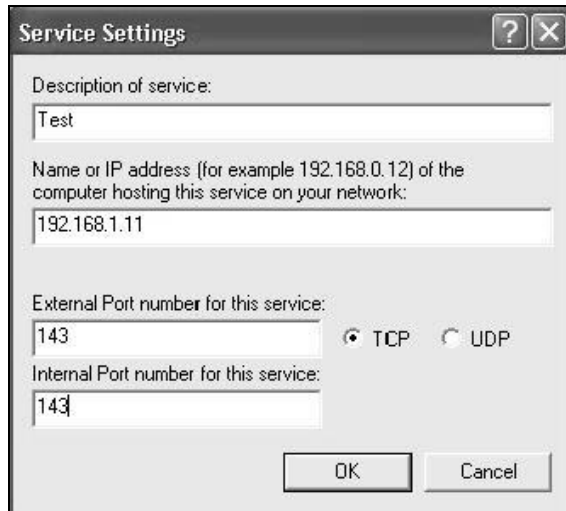 Service Settings
Description of service:
Test
Name or IP address (for example 192.168.0.12) of the
computer hosting this service on your network:
192.168.1.11
External Port number for this service:
143
TCP UDP
Internal Port number for this service:
143
OK Cancel